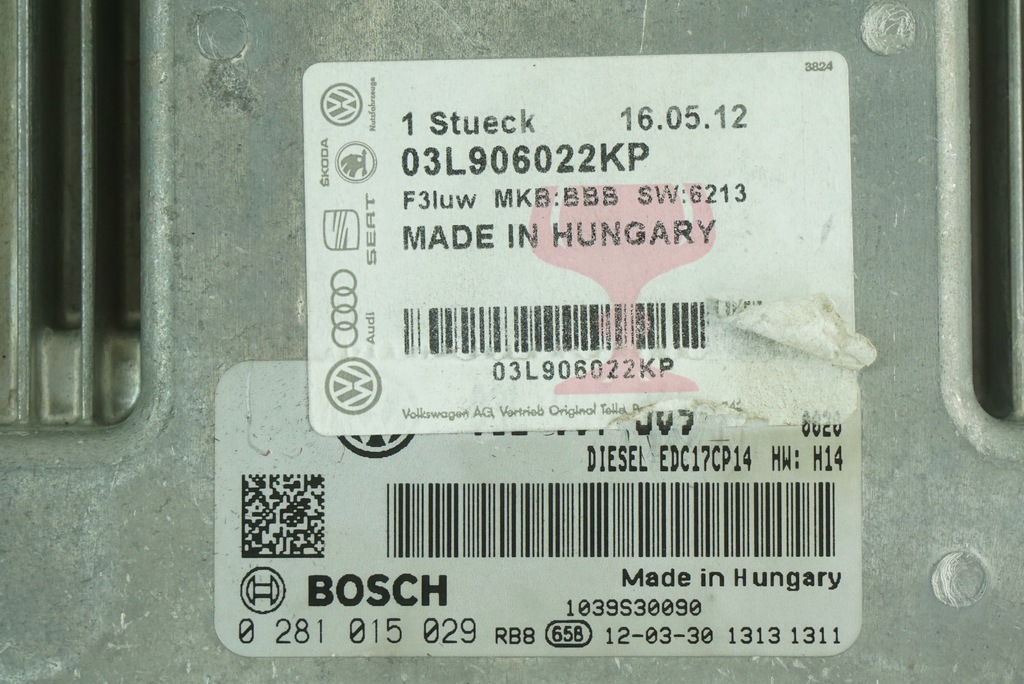 3824
Nutzfahrzeuge
1 Stueck 16.05.12
03L906022KP
ŠKODA
F3luw MKB:BBB SW:6213
SEAT
MADE IN HUNGARY
Audi
03L906022KP
Volkswagen AG, Vertrieb Original Teile
DIESEL EDC17CP14 HW: H14
BOSCH
Made in Hungary
1039S30090
0 281 015 029 RB8 658 12-03-30 1313 1311